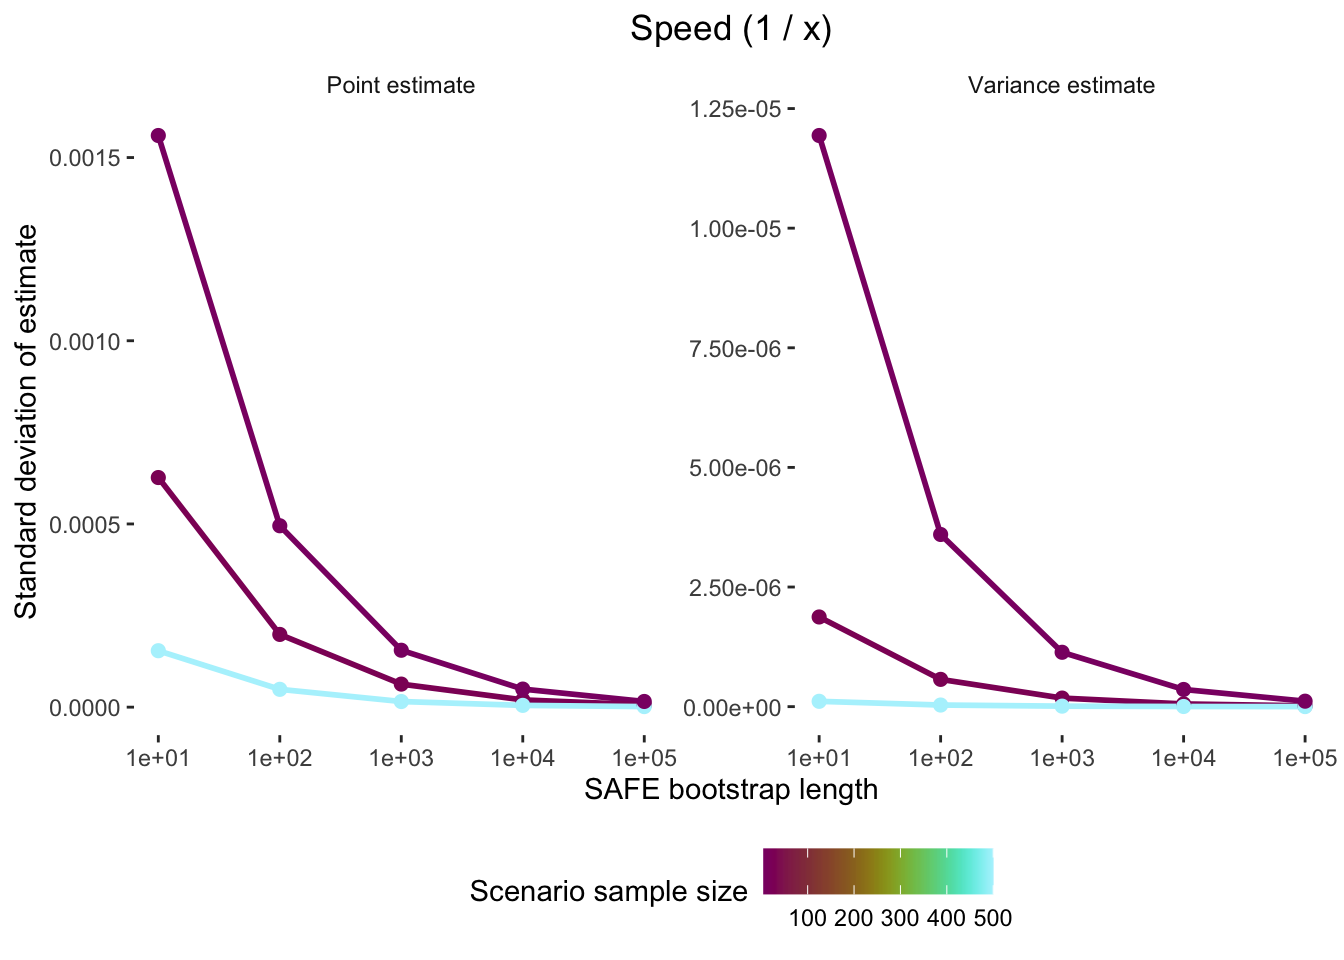 Speed (1 / x)
Point estimate
Variance estimate
Standard deviation of estimate
0.0015
0.0010
0.0005
0.0000
1.25e-05
1.00e-05
7.50e-06
5.00e-06
2.50e-06
0.00e+00
1e+01 1e+02 1e+03 1e+04 1e+05
1e+01 1e+02 1e+03 1e+04 1e+05
SAFE bootstrap length
Scenario sample size
100 200 300 400 500